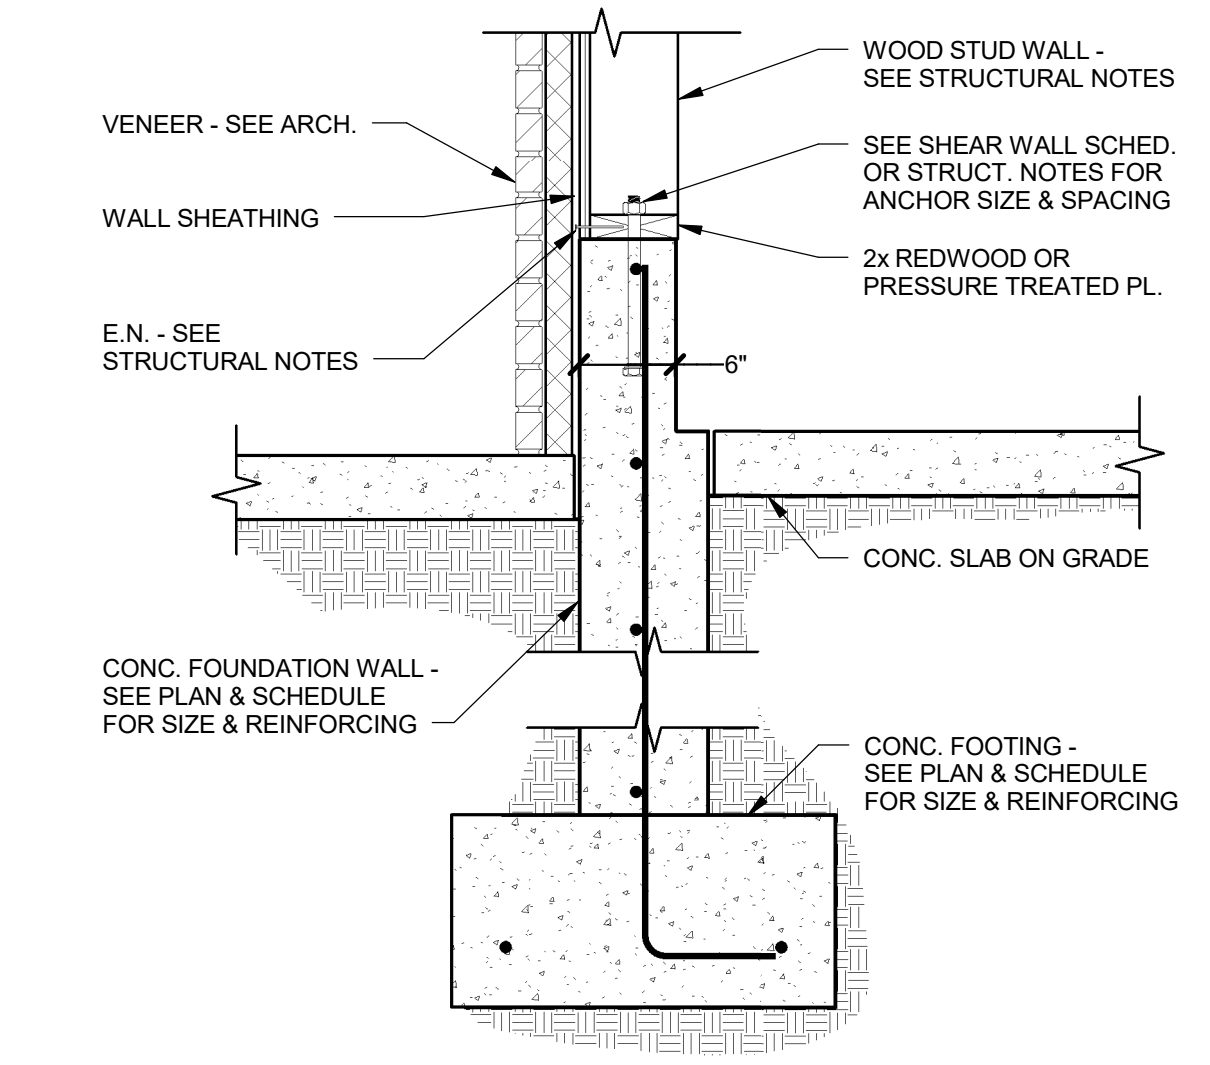 VENEER - SEE ARCH.
WALL SHEATHING
E.N. - SEE
STRUCTURAL NOTES
CONC. FOUNDATION WALL -
SEE PLAN & SCHEDULE
FOR SIZE & REINFORCING
WOOD STUD WALL -
SEE STRUCTURAL NOTES
SEE SHEAR WALL SCHED.
OR STRUCT. NOTES FOR
ANCHOR SIZE & SPACING
2x REDWOOD OR
PRESSURE TREATED PL.
6"
CONC. SLAB ON GRADE
CONC. FOOTING -
SEE PLAN & SCHEDULE
FOR SIZE & REINFORCING